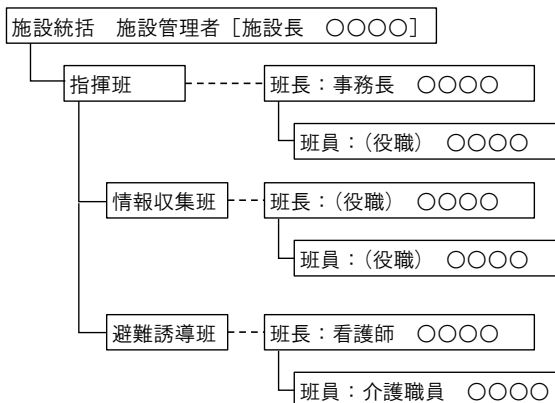 施設統括　施設管理者［施設長　○○○○］
指揮班
班長：事務長　○○○○
班員：（役職）　○○○○
情報収集班
班長：（役職）　○○○○
班員：（役職）　○○○○
避難誘導班
班長：看護師　○○○○
班員：介護職員　○○○○